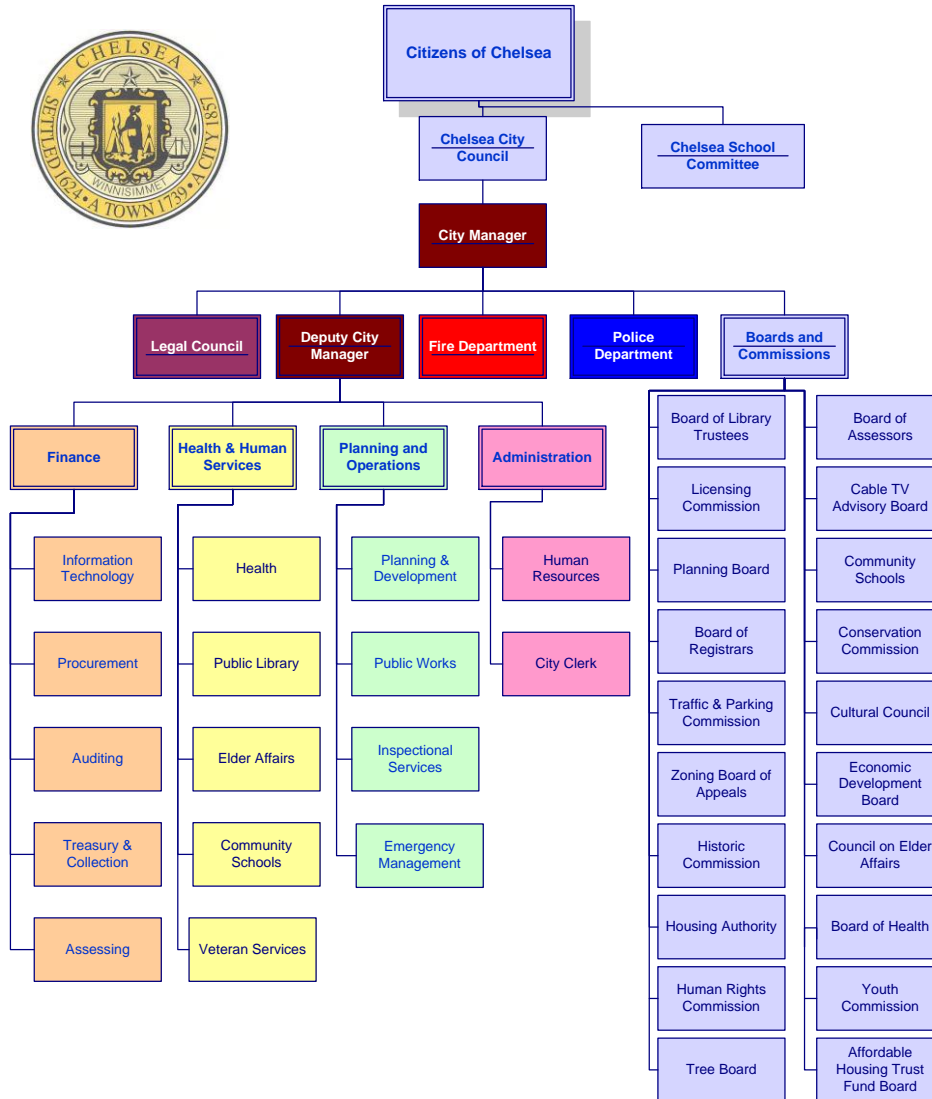 CHELSEA
SETTLED 1624 • A TOWN 1739 • A CITY 1857
WINNISIMMET
Citizens of Chelsea
Chelsea City
Council
Chelsea School
Committee
City Manager
Legal Council
Deputy City
Manager
Fire Department
Police
Department
Boards and
Commissions
Finance
Health & Human
Services
Planning and
Operations
Administration
Information
Technology
Procurement
Auditing
Treasury &
Collection
Assessing
Health
Public Library
Elder Affairs
Community
Schools
Veteran Services
Planning &
Development
Public Works
Inspectional
Services
Emergency
Management
Human
Resources
City Clerk
Board of Library
Trustees
Licensing
Commission
Planning Board
Board of
Registrars
Traffic & Parking
Commission
Zoning Board of
Appeals
Historic
Commission
Housing Authority
Human Rights
Commission
Tree Board
Board of
Assessors
Cable TV
Advisory Board
Community
Schools
Conservation
Commission
Cultural Council
Economic
Development
Board
Council on Elder
Affairs
Board of Health
Youth
Commission
Affordable
Housing Trust
Fund Board